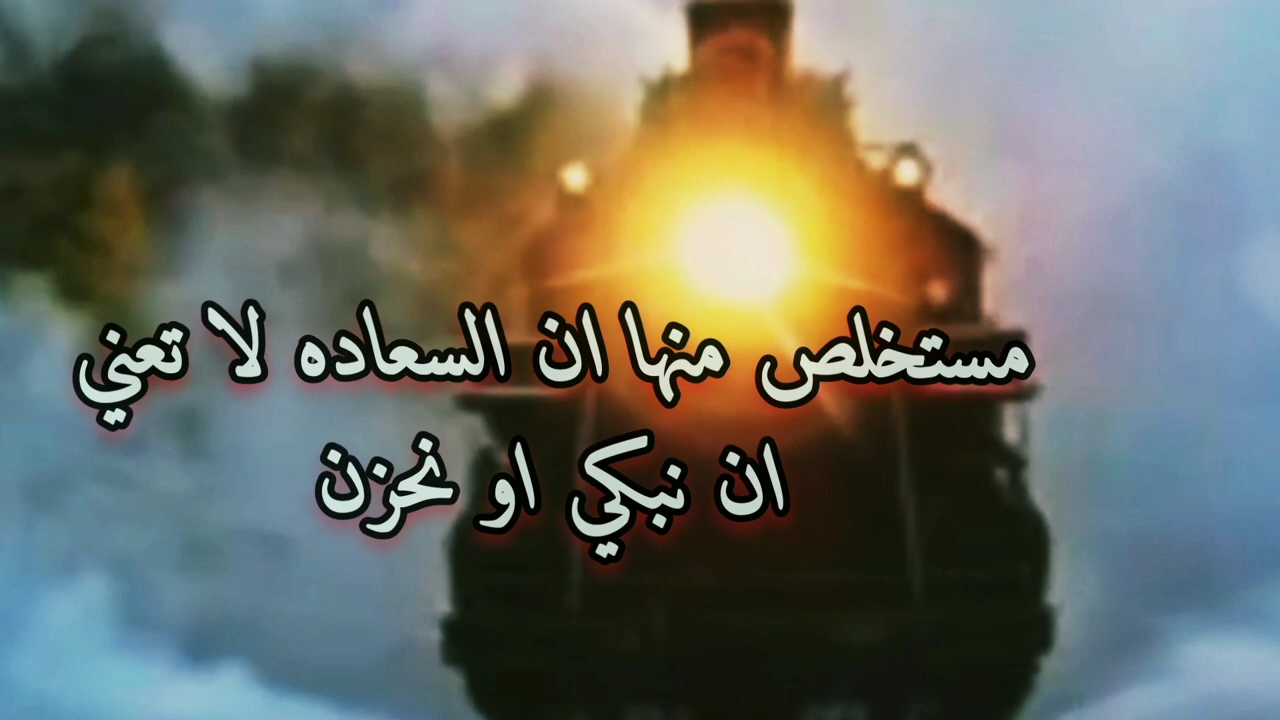 مستخلص منها ان السعاده لا تعني
ان نبكي او نحزن